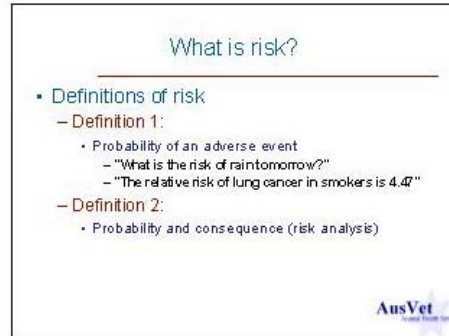 What is risk?
• Definitions of risk
– Definition 1:
• Probability of an adverse event
– "What is the risk of rain tomorrow?"
– "The relative risk of lung cancer in smokers is 4.47"
– Definition 2:
• Probability and consequence (risk analysis)
AusVet
Animal Health